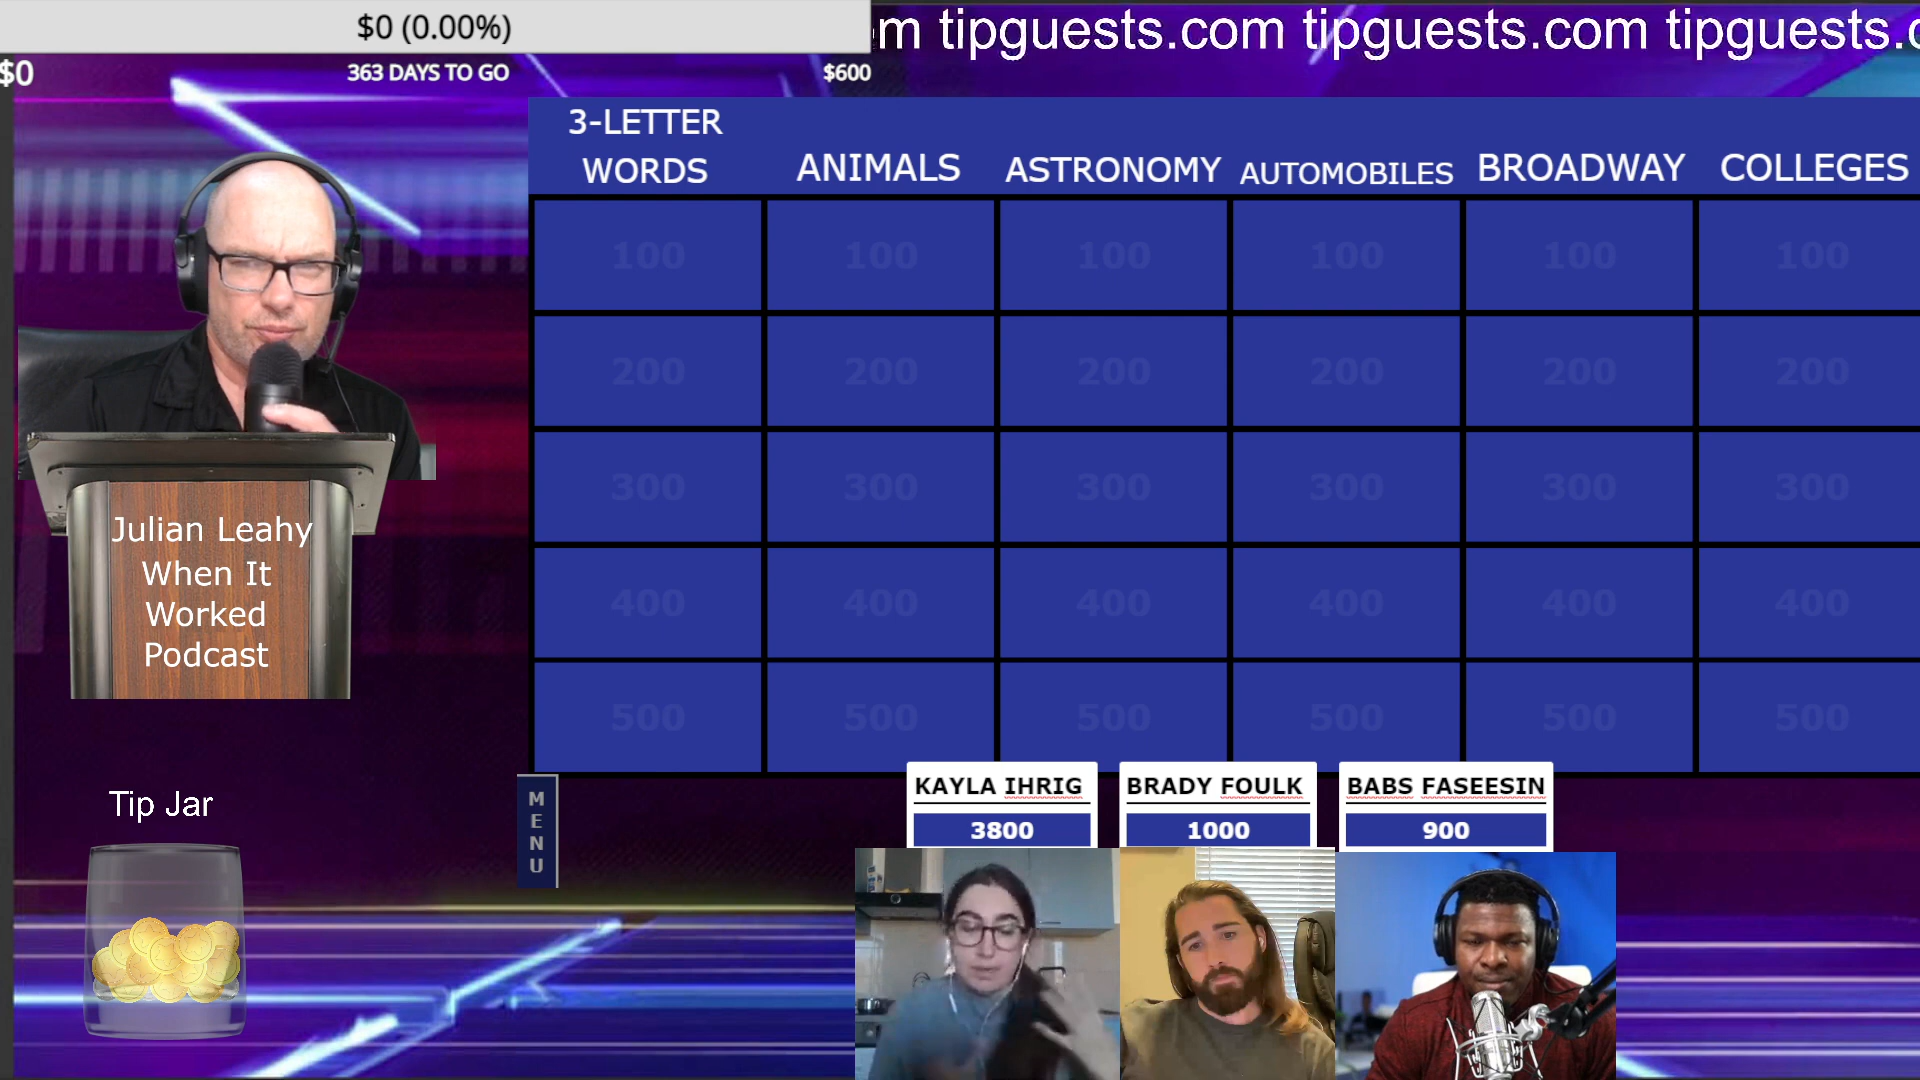 $0 (0.00%)
m tipguests.com tipguests.com tipguests.c
$0
363 DAYS TO GO
$600
3-LETTER
WORDS
ANIMALS
ASTRONOMY
AUTOMOBILES
BROADWAY
COLLEGES
100 100 100 100 100 100
200 200 200 200 200 200
300 300 300 300 300 300
400 400 400 400 400 400
500 500 500 500 500 500
Julian Leahy
When It
Worked
Podcast
Tip Jar
MENU
KAYLA IHRIG
3800
BRADY FOULK
1000
BABS FASEESIN
900